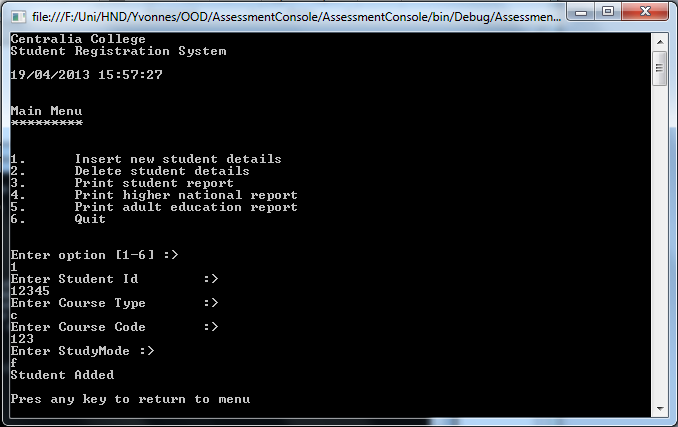 file:///F:/Uni/HND/Yvonnes/OOD/AssessmentConsole/AssessmentConsole/bin/Debug/Assessmen...
Centralia College
Student Registration System
19/04/2013 15:57:27
Main Menu
*********
1. Insert new student details
2. Delete student details
3. Print student report
4. Print higher national report
5. Print adult education report
6. Quit
Enter option [1-6] :>
1
Enter Student Id :>
12345
Enter Course Type :>
c
Enter Course Code :>
123
Enter StudyMode :>
f
Student Added
Pres any key to return to menu